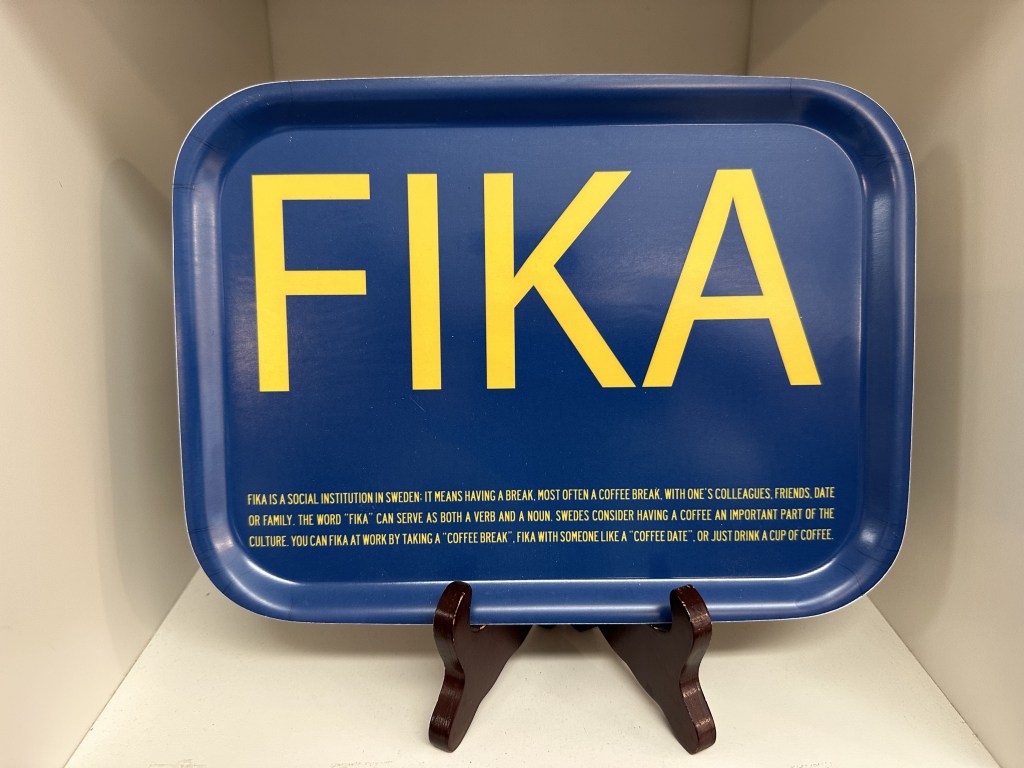 FIKA
FIKA IS A SOCIAL INSTITUTION IN SWEDEN; IT MEANS HAVING A BREAK, MOST OFTEN A COFFEE BREAK, WITH ONE'S COLLEAGUES, FRIENDS, DATE
OR FAMILY. THE WORD "FIKA" CAN SERVE AS BOTH A VERB AND A NOUN. SWEDES CONSIDER HAVING A COFFEE AN IMPORTANT PART OF THE
CULTURE. YOU CAN FIKA AT WORK BY TAKING A "COFFEE BREAK", FIKA WITH SOMEONE LIKE A "COFFEE DATE", OR JUST DRINK A CUP OF COFFEE.